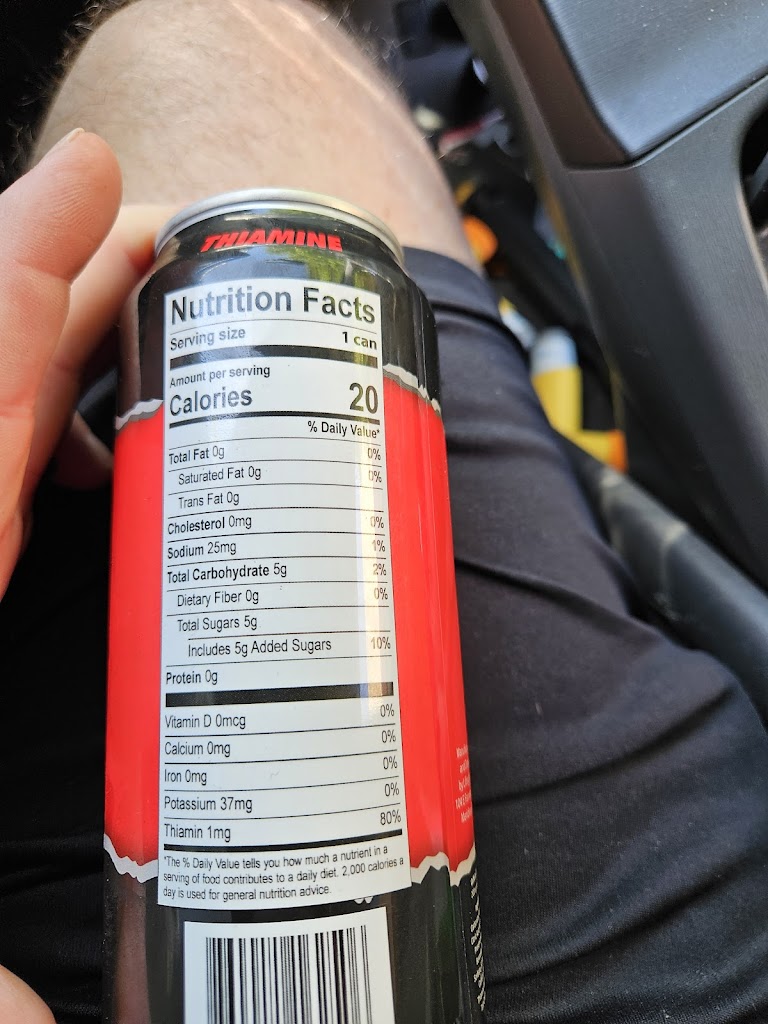 THIAMINE
Nutrition Facts
Serving size 1 can
Amount per serving
Calories 20
% Daily Value*
Total Fat 0g 0%
Saturated Fat 0g 0%
Trans Fat 0g
Cholesterol 0mg 0%
Sodium 25mg 1%
Total Carbohydrate 5g 2%
Dietary Fiber 0g 0%
Total Sugars 5g
Includes 5g Added Sugars 10%
Protein 0g
Vitamin D 0mcg 0%
Calcium 0mg 0%
Iron 0mg 0%
Potassium 37mg 0%
Thiamin 1mg 80%
*The % Daily Value tells you how much a nutrient in a
serving of food contributes to a daily diet. 2,000 calories a
day is used for general nutrition advice.